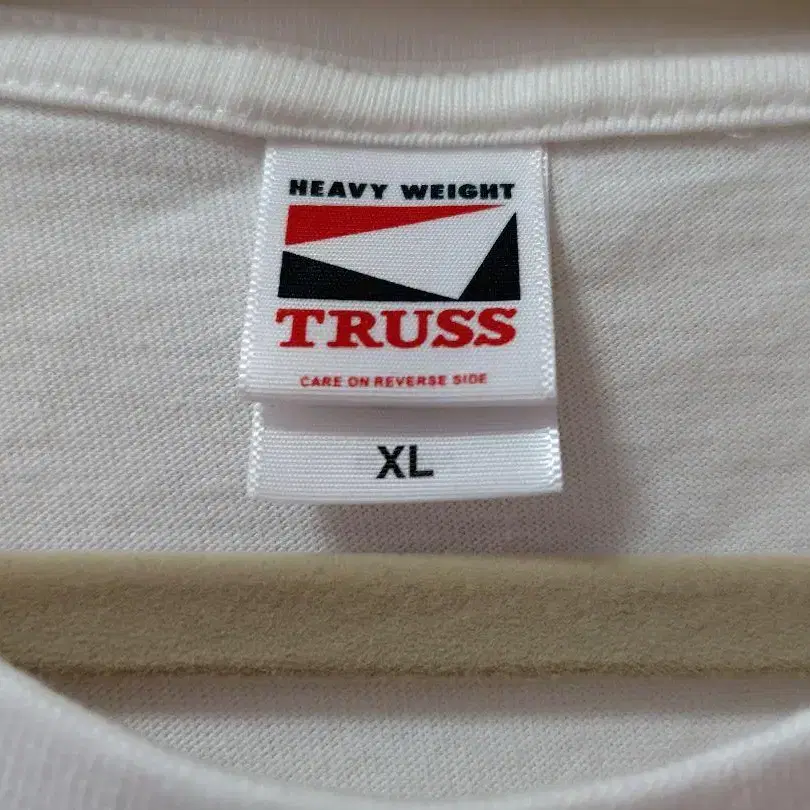 HEAVY WEIGHT
TRUSS
CARE ON REVERSE SIDE
XL